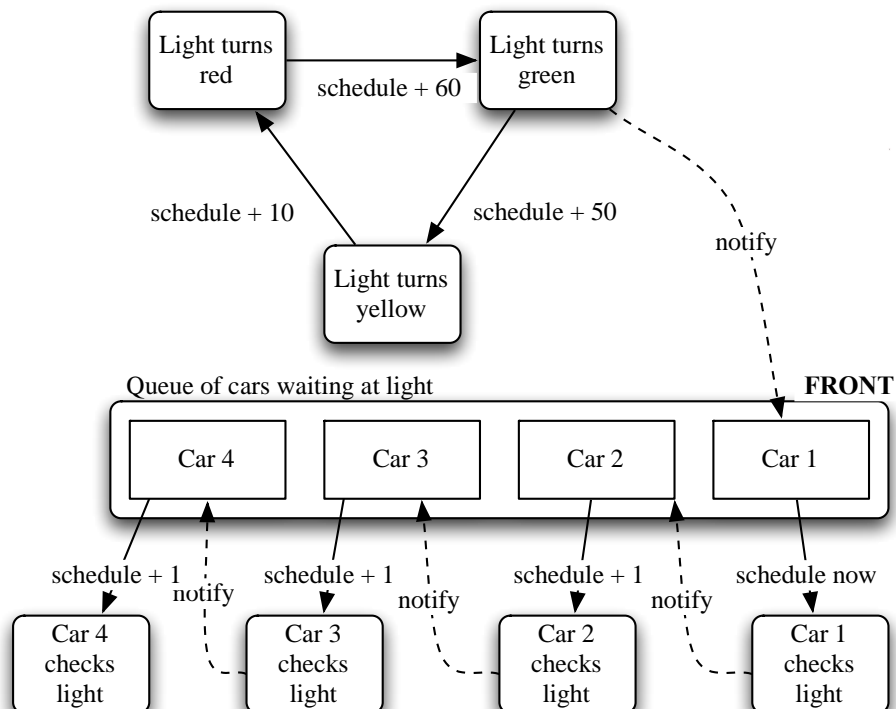 Light turns
red
Light turns
green
schedule + 60
schedule + 10
schedule + 50
notify
Light turns
yellow
Queue of cars waiting at light
FRONT
Car 4
Car 3
Car 2
Car 1
schedule + 1
notify
schedule + 1
notify
schedule + 1
notify
schedule now
Car 4
checks
light
Car 3
checks
light
Car 2
checks
light
Car 1
checks
light